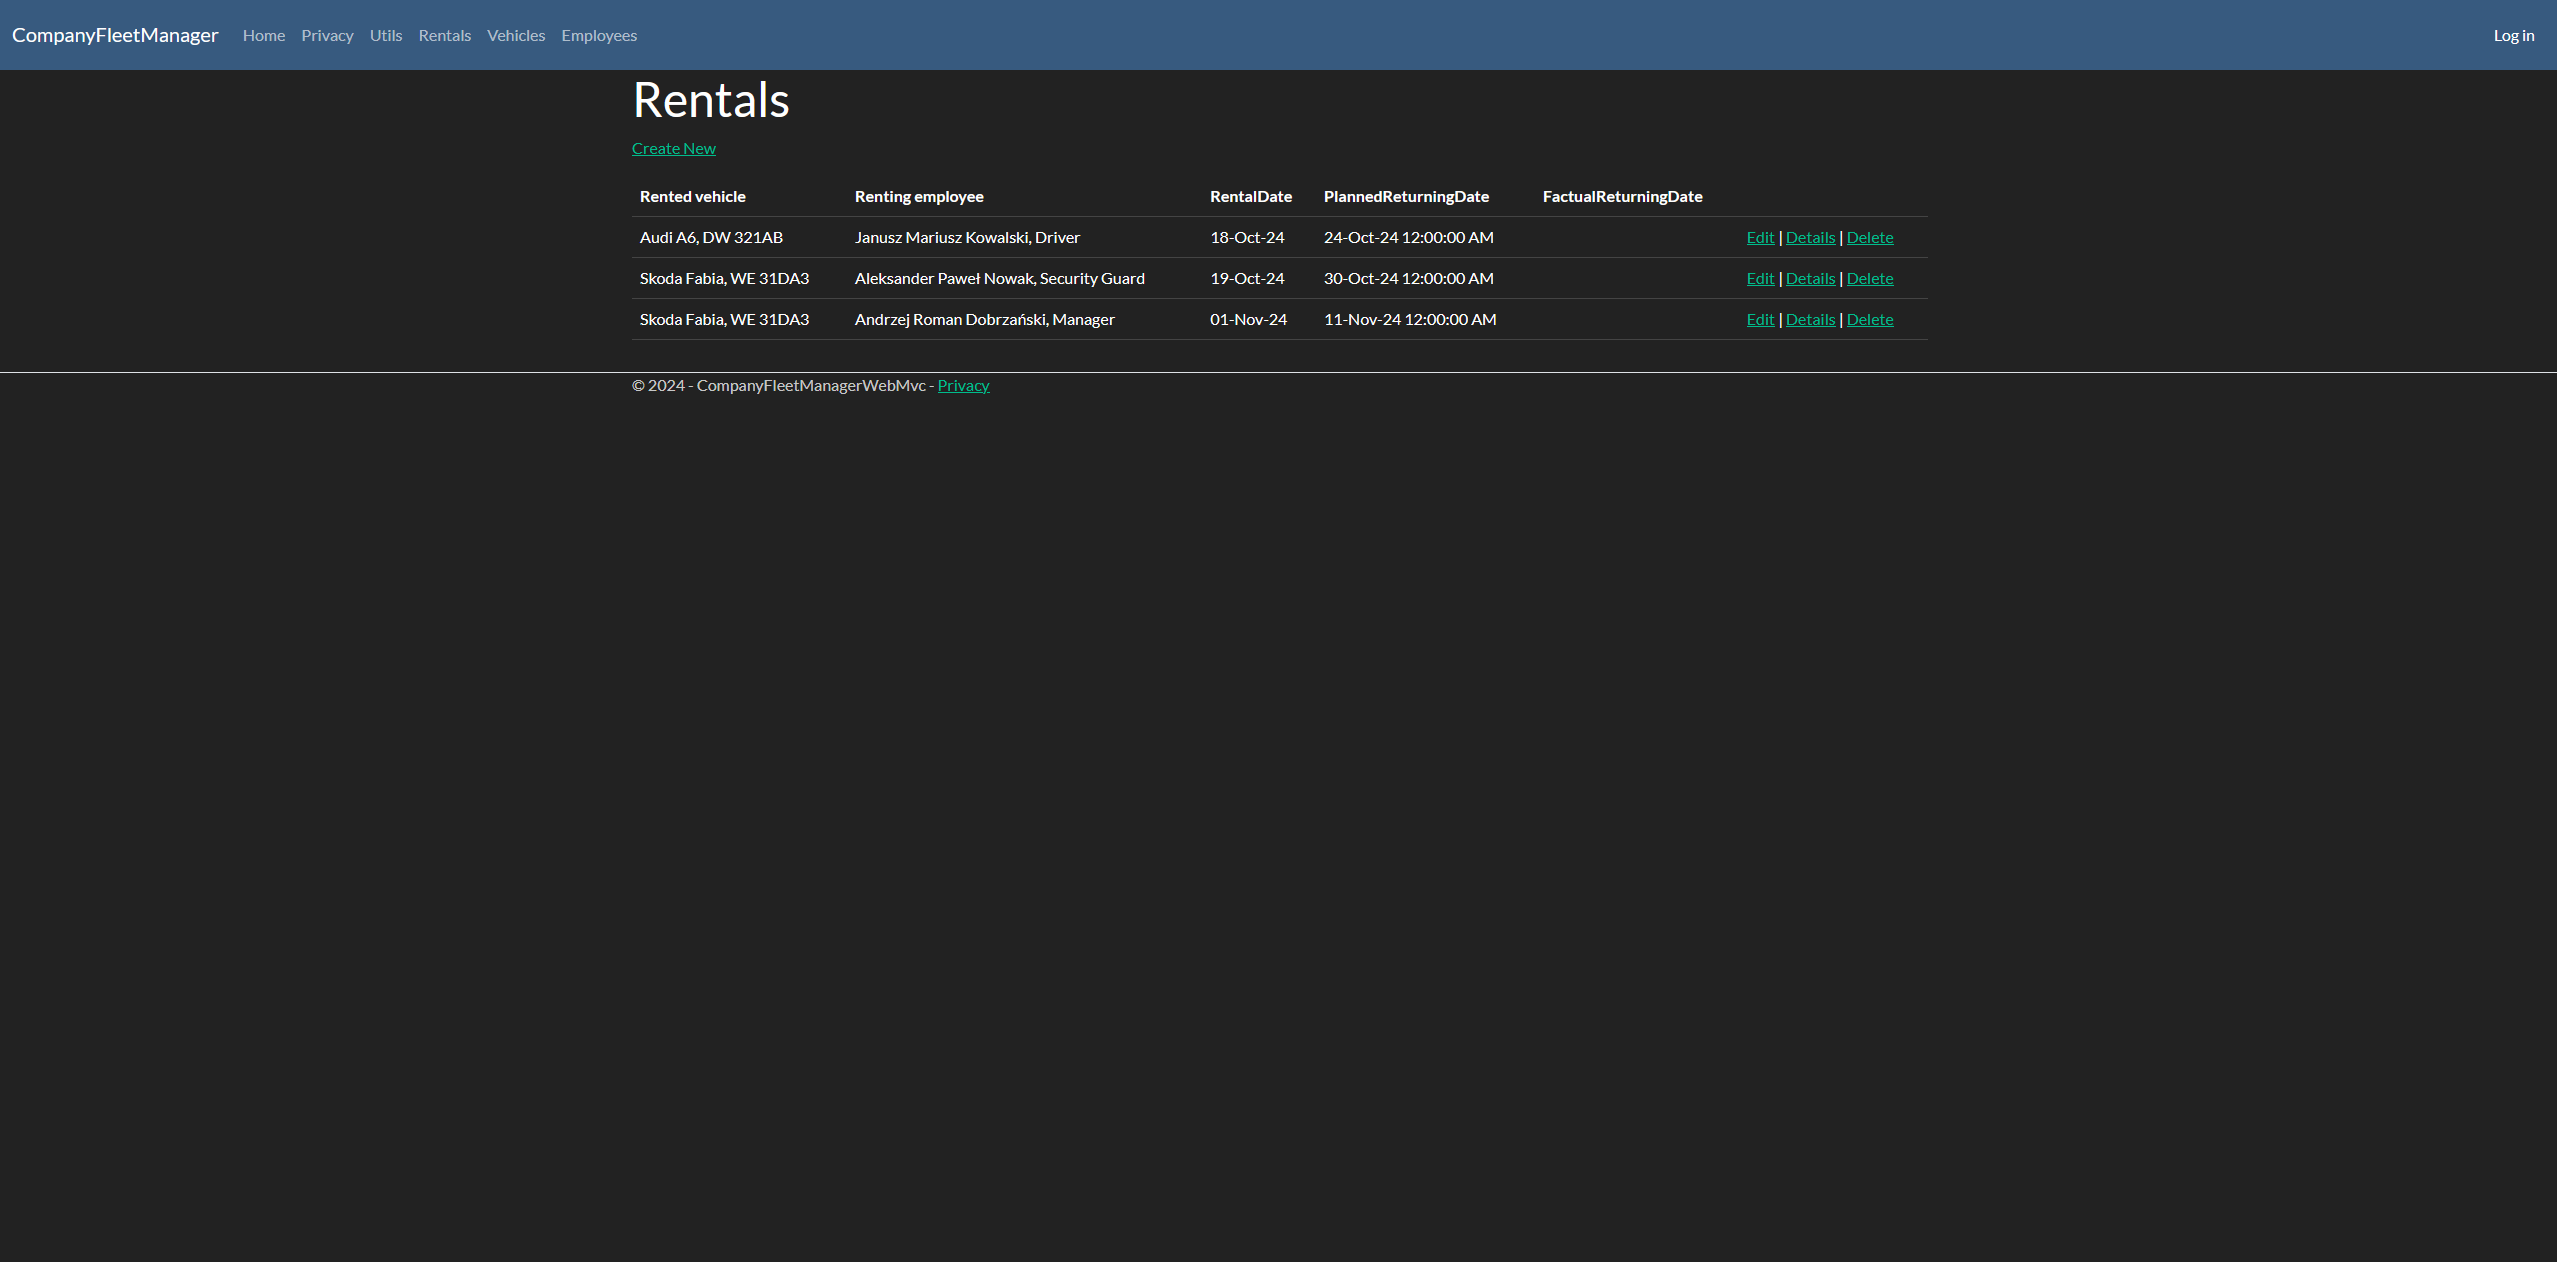 CompanyFleetManager Home Privacy Utils Rentals Vehicles Employees Log in
Rentals
Create New
Rented vehicle Renting employee RentalDate PlannedReturningDate FactualReturningDate
Audi A6, DW 321AB Janusz Mariusz Kowalski, Driver 18-Oct-24 24-Oct-24 12:00:00 AM Edit | Details | Delete
Skoda Fabia, WE 31DA3 Aleksander Paweł Nowak, Security Guard 19-Oct-24 30-Oct-24 12:00:00 AM Edit | Details | Delete
Skoda Fabia, WE 31DA3 Andrzej Roman Dobrzański, Manager 01-Nov-24 11-Nov-24 12:00:00 AM Edit | Details | Delete
© 2024 - CompanyFleetManagerWebMvc - Privacy